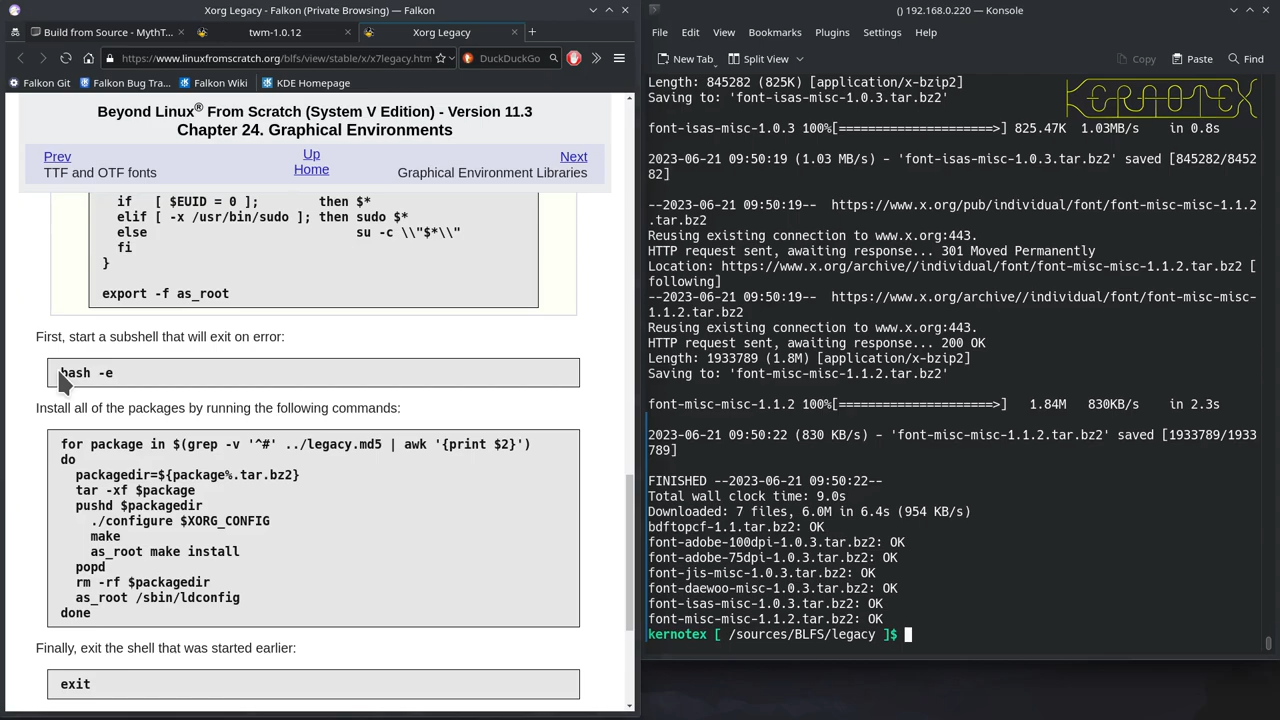 Xorg Legacy - Falkon (Private Browsing) — Falkon
Build from Source - MythT...
twm-1.0.12
Xorg Legacy
https://www.linuxfromscratch.org/blfs/view/stable/x/x7legacy.htm
DuckDuckGo
Falkon Git
Falkon Bug Tra...
Falkon Wiki
KDE Homepage
Beyond Linux® From Scratch (System V Edition) - Version 11.3
Chapter 24. Graphical Environments
Prev
Up
Next
TTF and OTF fonts
Home
Graphical Environment Libraries
if   [ $EUID = 0 ];        then $*
elif [ -x /usr/bin/sudo ]; then sudo $*
else                            su -c \\"$*\\"
fi
}
export -f as_root
First, start a subshell that will exit on error:
bash -e
Install all of the packages by running the following commands:
for package in $(grep -v '^#' ../legacy.md5 | awk '{print $2}')
do
packagedir=${package%.tar.bz2}
tar -xf $package
pushd $packagedir
./configure $XORG_CONFIG
make
as_root make install
popd
rm -rf $packagedir
as_root /sbin/ldconfig
done
Finally, exit the shell that was started earlier:
exit
() 192.168.0.220 — Konsole
File Edit View Bookmarks Plugins Settings Help
New Tab
Split View
Copy
Paste
Find
KERNOTEX
Length: 845282 (825K) [application/x-bzip2]
Saving to: 'font-isas-misc-1.0.3.tar.bz2'
font-isas-misc-1.0.3 100%[=====================>] 825.47K  1.03MB/s    in 0.8s
2023-06-21 09:50:19 (1.03 MB/s) - 'font-isas-misc-1.0.3.tar.bz2' saved [845282/8452
82]
--2023-06-21 09:50:19--  https://www.x.org/pub/individual/font/font-misc-misc-1.1.2
.tar.bz2
Reusing existing connection to www.x.org:443.
HTTP request sent, awaiting response... 301 Moved Permanently
Location: https://www.x.org/archive//individual/font/font-misc-misc-1.1.2.tar.bz2 [
following]
--2023-06-21 09:50:19--  https://www.x.org/archive//individual/font/font-misc-misc-
1.1.2.tar.bz2
Reusing existing connection to www.x.org:443.
HTTP request sent, awaiting response... 200 OK
Length: 1933789 (1.8M) [application/x-bzip2]
Saving to: 'font-misc-misc-1.1.2.tar.bz2'
font-misc-misc-1.1.2 100%[=====================>]   1.84M   830KB/s    in 2.3s
2023-06-21 09:50:22 (830 KB/s) - 'font-misc-misc-1.1.2.tar.bz2' saved [1933789/1933
789]
FINISHED --2023-06-21 09:50:22--
Total wall clock time: 9.0s
Downloaded: 7 files, 6.0M in 6.4s (954 KB/s)
bdftopcf-1.1.tar.bz2: OK
font-adobe-100dpi-1.0.3.tar.bz2: OK
font-adobe-75dpi-1.0.3.tar.bz2: OK
font-jis-misc-1.0.3.tar.bz2: OK
font-daewoo-misc-1.0.3.tar.bz2: OK
font-isas-misc-1.0.3.tar.bz2: OK
font-misc-misc-1.1.2.tar.bz2: OK
kernotex [ /sources/BLFS/legacy ]$